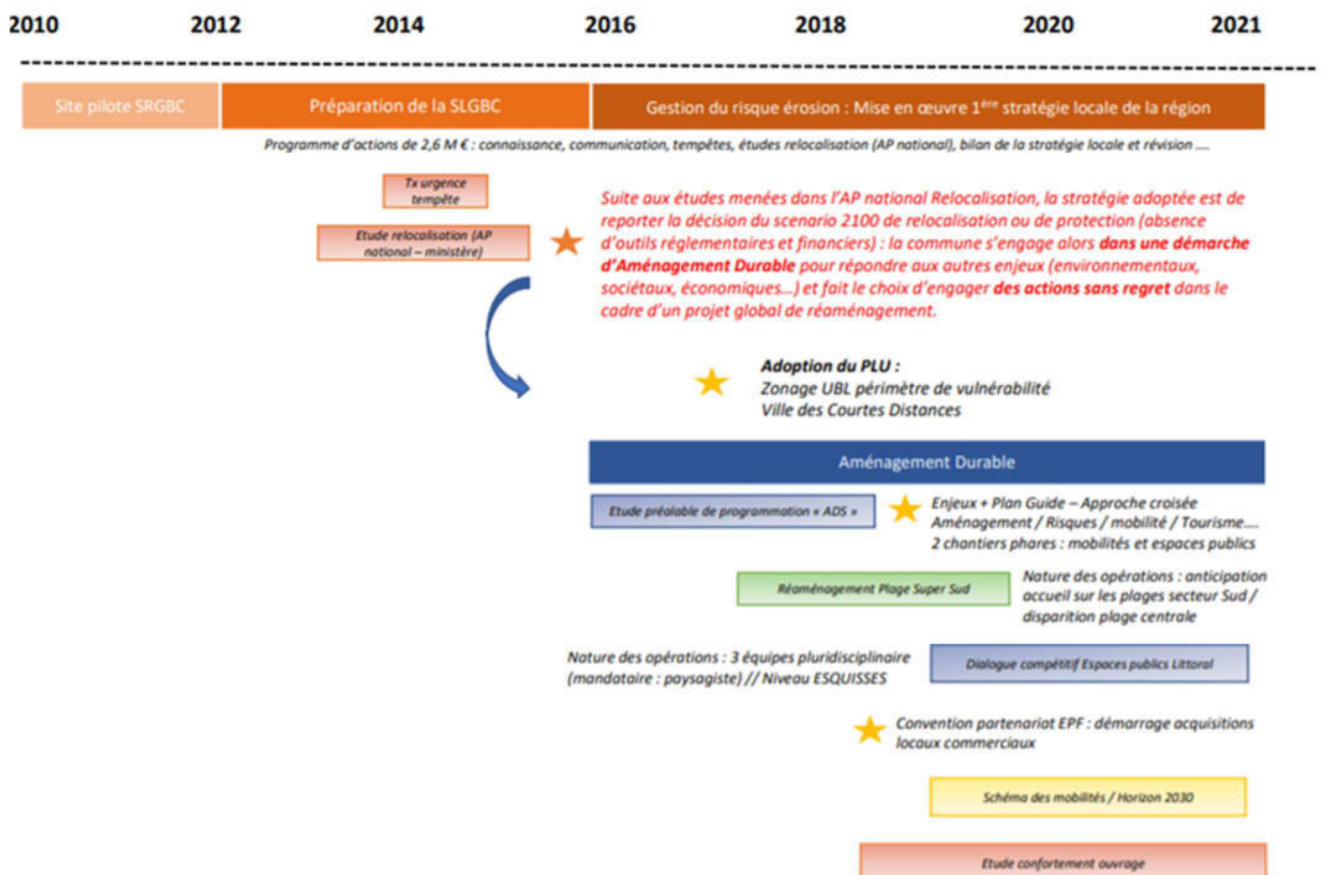 2010 2012 2014 2016 2018 2020 2021
Site pilote SRGBC
Préparation de la SLGBC
Gestion du risque érosion : Mise en œuvre 1ère stratégie locale de la région
Programme d'actions de 2,6 M € : connaissance, communication, tempêtes, études relocalisation (AP national), bilan de la stratégie locale et révision ....
Tx urgence
tempête
Etude relocalisation (AP
national – ministère)
Suite aux études menées dans l'AP national Relocalisation, la stratégie adoptée est de
reporter la décision du scenario 2100 de relocalisation ou de protection (absence
d'outils réglementaires et financiers) : la commune s'engage alors dans une démarche
d'Aménagement Durable pour répondre aux autres enjeux (environnementaux,
sociétaux, économiques...) et fait le choix d'engager des actions sans regret dans le
cadre d'un projet global de réaménagement.
Adoption du PLU :
Zonage UBL périmètre de vulnérabilité
Ville des Courtes Distances
Aménagement Durable
Etude préalable de programmation « ADS »
Enjeux + Plan Guide – Approche croisée
Aménagement / Risques / mobilité / Tourisme....
2 chantiers phares : mobilités et espaces publics
Réaménagement Plage Super Sud
Nature des opérations : anticipation
accueil sur les plages secteur Sud /
disparition plage centrale
Nature des opérations : 3 équipes pluridisciplinaire
(mandataire : paysagiste) // Niveau ESQUISSES
Dialogue compétitif Espaces publics Littoral
Convention partenariat EPF : démarrage acquisitions
locaux commerciaux
Schéma des mobilités / Horizon 2030
Etude confortement ouvrage